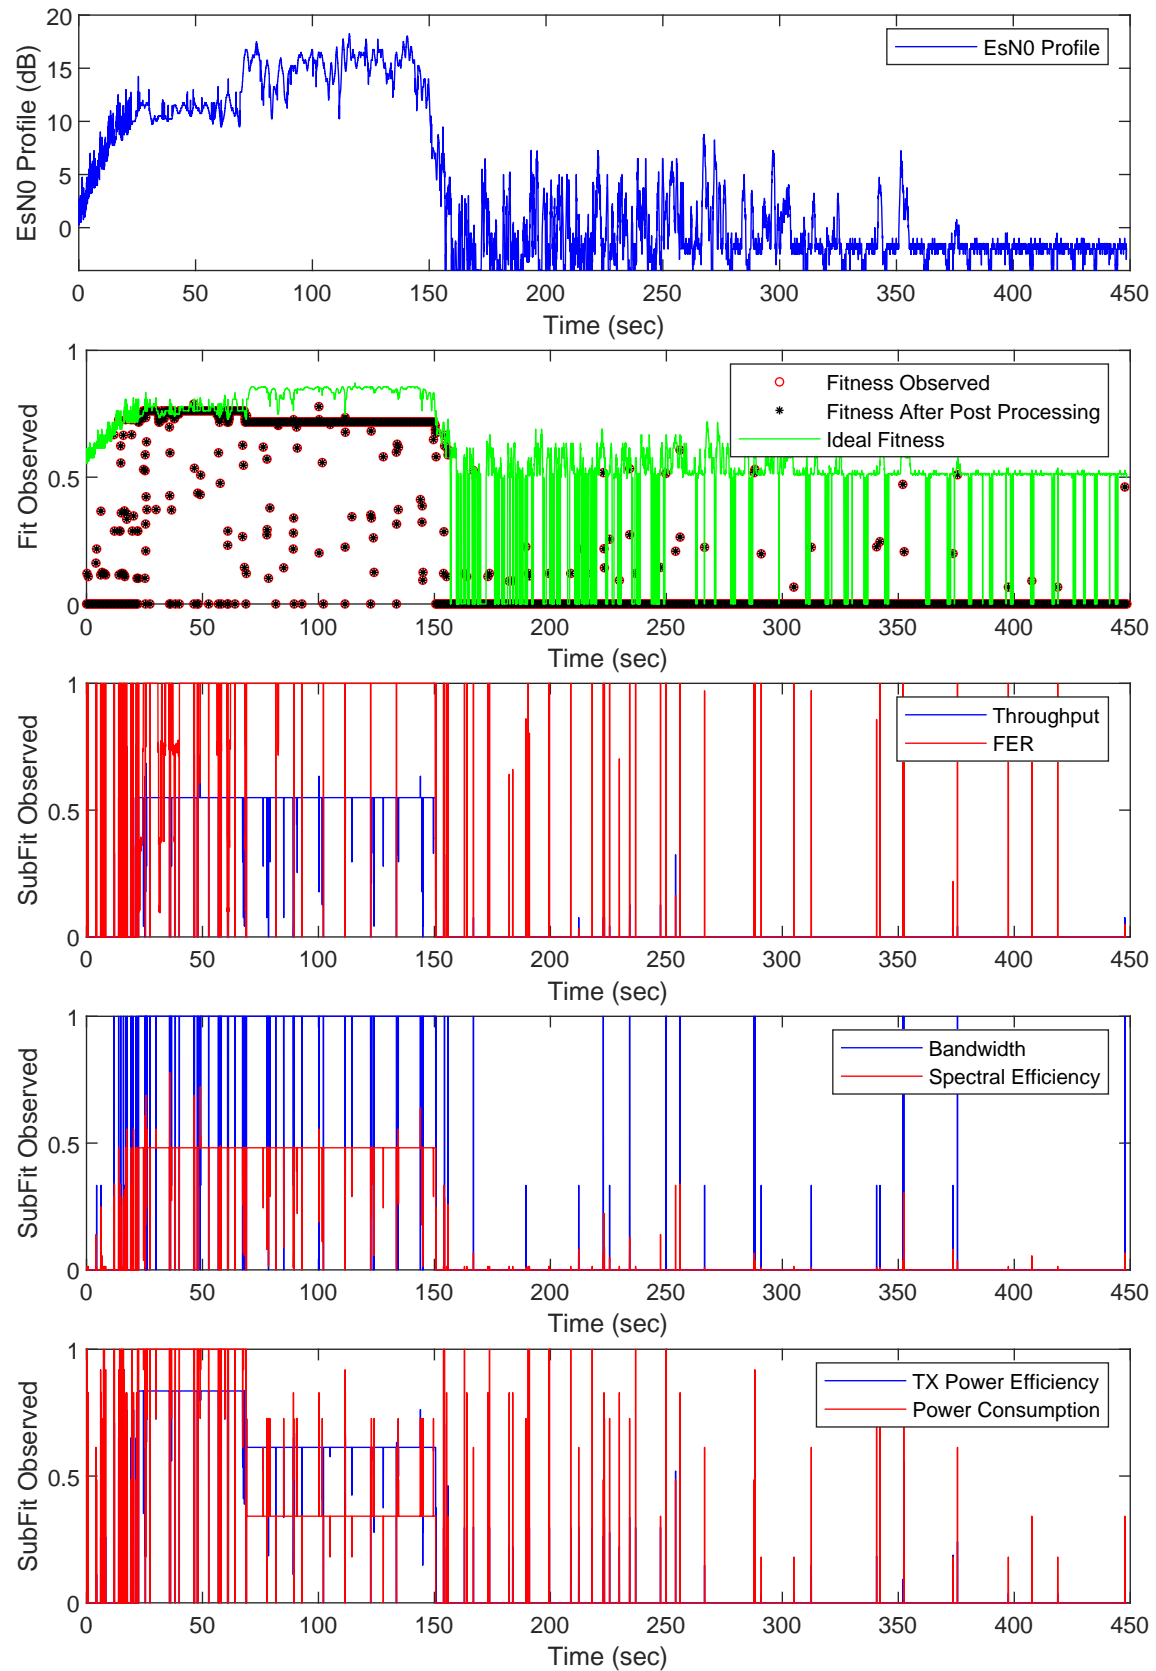 20
15
10
5
0
EsN0 Profile (dB)
EsN0 Profile
0 50 100 150 200 250 300 350 400 450
Time (sec)
1
0.5
0
Fit Observed
Fitness Observed
Fitness After Post Processing
Ideal Fitness
0 50 100 150 200 250 300 350 400 450
Time (sec)
1
0.5
0
SubFit Observed
Throughput
FER
0 50 100 150 200 250 300 350 400 450
Time (sec)
1
0.5
0
SubFit Observed
Bandwidth
Spectral Efficiency
0 50 100 150 200 250 300 350 400 450
Time (sec)
1
0.5
0
SubFit Observed
TX Power Efficiency
Power Consumption
0 50 100 150 200 250 300 350 400 450
Time (sec)